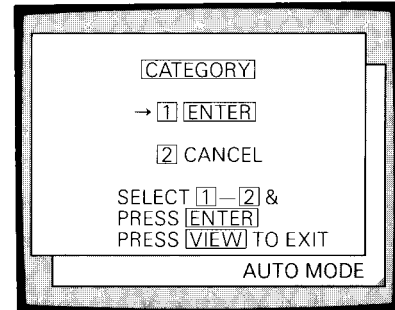 CATEGORY
→ 1 ENTER
2 CANCEL
SELECT 1—2 &
PRESS ENTER
PRESS VIEW TO EXIT
AUTO MODE